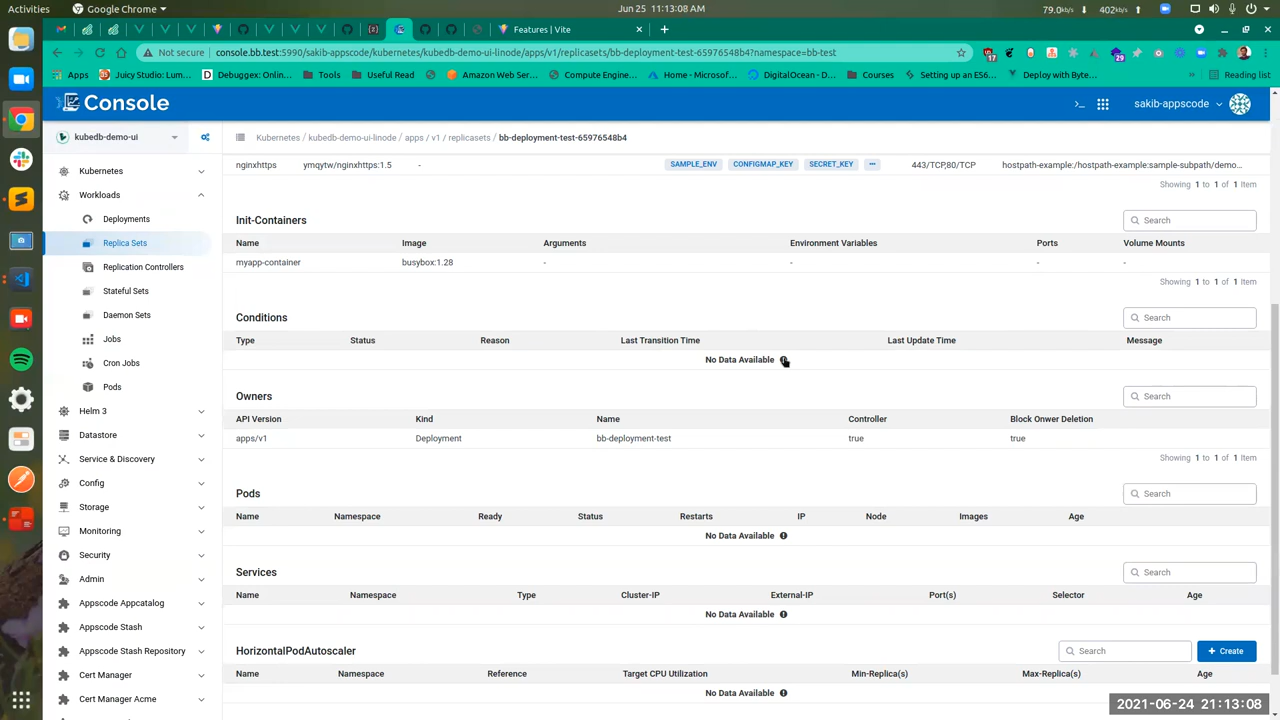 Activities
Google Chrome
Jun 25 11:13:08 AM
79.0kb/s
Features | Vite
Not secure | console.bb.test:5990/sakib-appscode/kubernetes/kubedb-demo-ui-linode/apps/v1/replicasets/bb-deployment-test-65976548b4?namespace=bb-test
17
29
Apps
Juicy Studio: Lum...
Debuggex: Onlin...
Tools
Useful Read
Amazon Web Ser...
Compute Engine...
Home - Microsof...
DigitalOcean - D...
Courses
Setting up an ES6...
Deploy with Byte...
»
Reading list
Console
sakib-appscode
kubedb-demo-ui
Kubernetes / kubedb-demo-ui-linode / apps / v1 / replicasets / bb-deployment-test-65976548b4
Kubernetes
Workloads
Deployments
Replica Sets
Replication Controllers
Stateful Sets
Daemon Sets
Jobs
Cron Jobs
Pods
Helm 3
Datastore
Service & Discovery
Config
Storage
Monitoring
Security
Admin
Appscode Appcatalog
Appscode Stash
Appscode Stash Repository
Cert Manager
Cert Manager Acme
nginxhttps ymqytw/nginxhttps:1.5 - SAMPLE_ENV CONFIGMAP_KEY SECRET_KEY ••• 443/TCP,80/TCP hostpath-example:/hostpath-example:sample-subpath/demo...
Showing 1 to 1 of 1 Item
Init-Containers
Search
Name Image Arguments Environment Variables Ports Volume Mounts
myapp-container busybox:1.28 - - - -
Showing 1 to 1 of 1 Item
Conditions
Search
Type Status Reason Last Transition Time Last Update Time Message
No Data Available
Owners
Search
API Version Kind Name Controller Block Onwer Deletion
apps/v1 Deployment bb-deployment-test true true
Showing 1 to 1 of 1 Item
Pods
Search
Name Namespace Ready Status Restarts IP Node Images Age
No Data Available
Services
Search
Name Namespace Type Cluster-IP External-IP Port(s) Selector Age
No Data Available
HorizontalPodAutoscaler
Search
+ Create
Name Namespace Reference Target CPU Utilization Min-Replica(s) Max-Replica(s) Age
No Data Available
2021-06-24 21:13:08